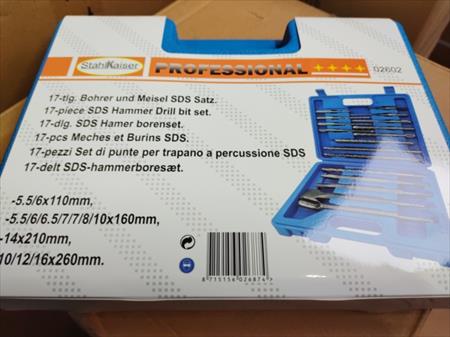 StahlKaiser
PROFESSIONAL ++++
02602
17-tlg. Bohrer und Meisel SDS Satz.
17-piece SDS Hammer Drill bit set.
17-dlg. SDS Hamer borenset.
17-pcs Meches et Burins SDS.
17-pezzi Set di punte per trapano a percussione SDS
17-delt SDS-hammerboresæt.
-5.5/6x110mm,
-5.5/6/6.5/7/7/8/10x160mm,
-14x210mm,
10/12/16x260mm.
8 715156 026874 >